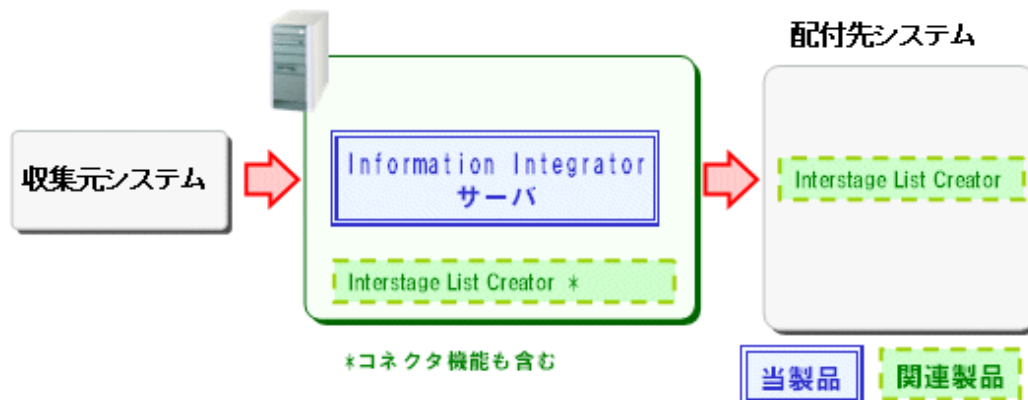 配付先システム
収集元システム
Information Integrator
サーバ
Interstage List Creator
Interstage List Creator *
*コネクタ機能も含む
当製品
関連製品